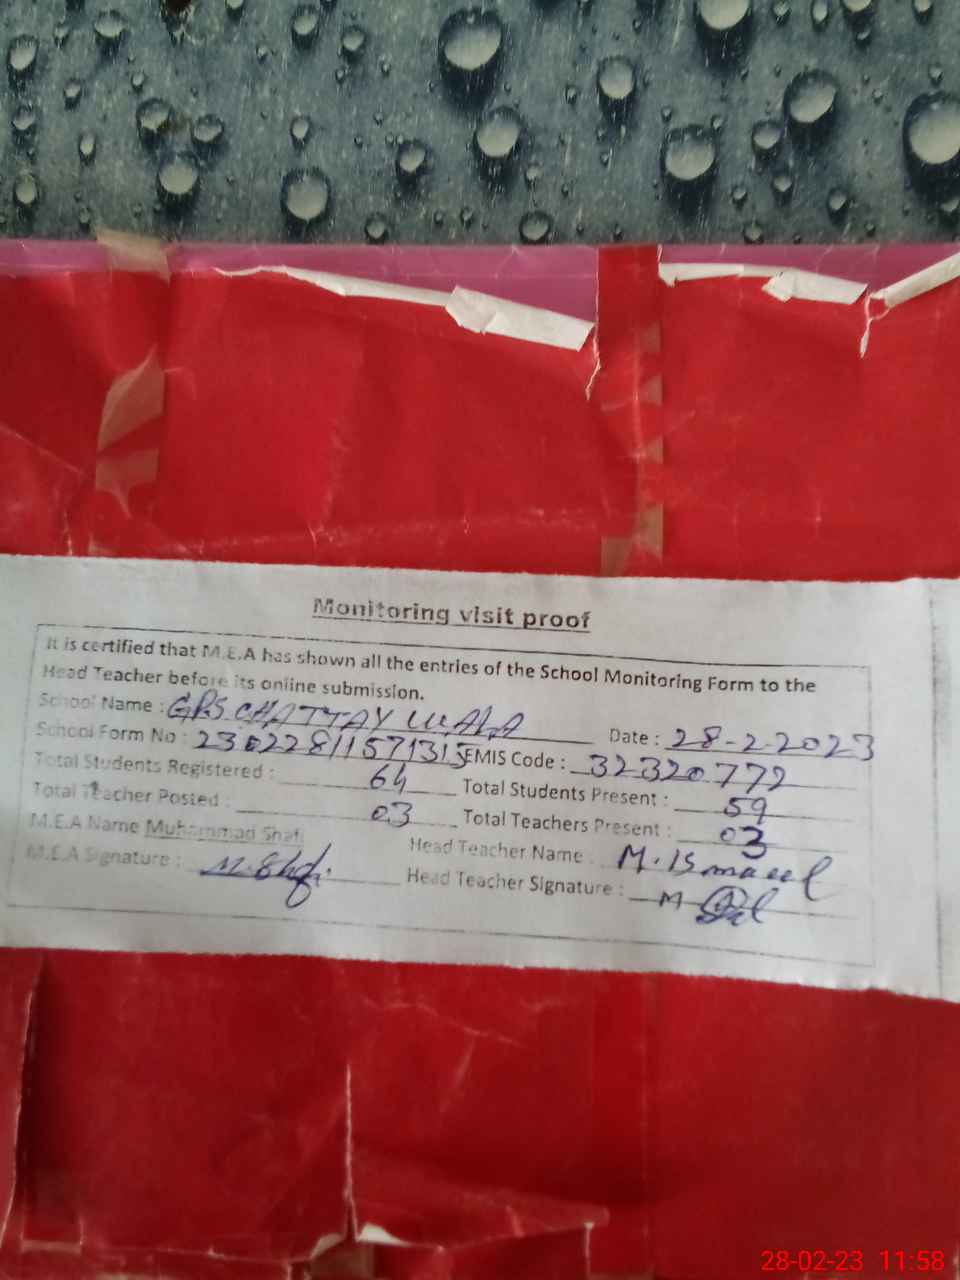 Monitoring visit proof
It is certified that M.E.A has shown all the entries of the School Monitoring Form to the
Head Teacher before its online submission.
School Name : GPS CHATTAY WALA Date : 28-2-2023
School Form No : EMIS Code : 32320772
Total Students Registered : 64 Total Students Present : 59
Total Teacher Posted : 03 Total Teachers Present : 03
M.E.A Name Muhammad Shafi Head Teacher Name : M. Ismaeel
M.E.A Signature : M. Shafi Head Teacher Signature : M
28-02-23 11:58